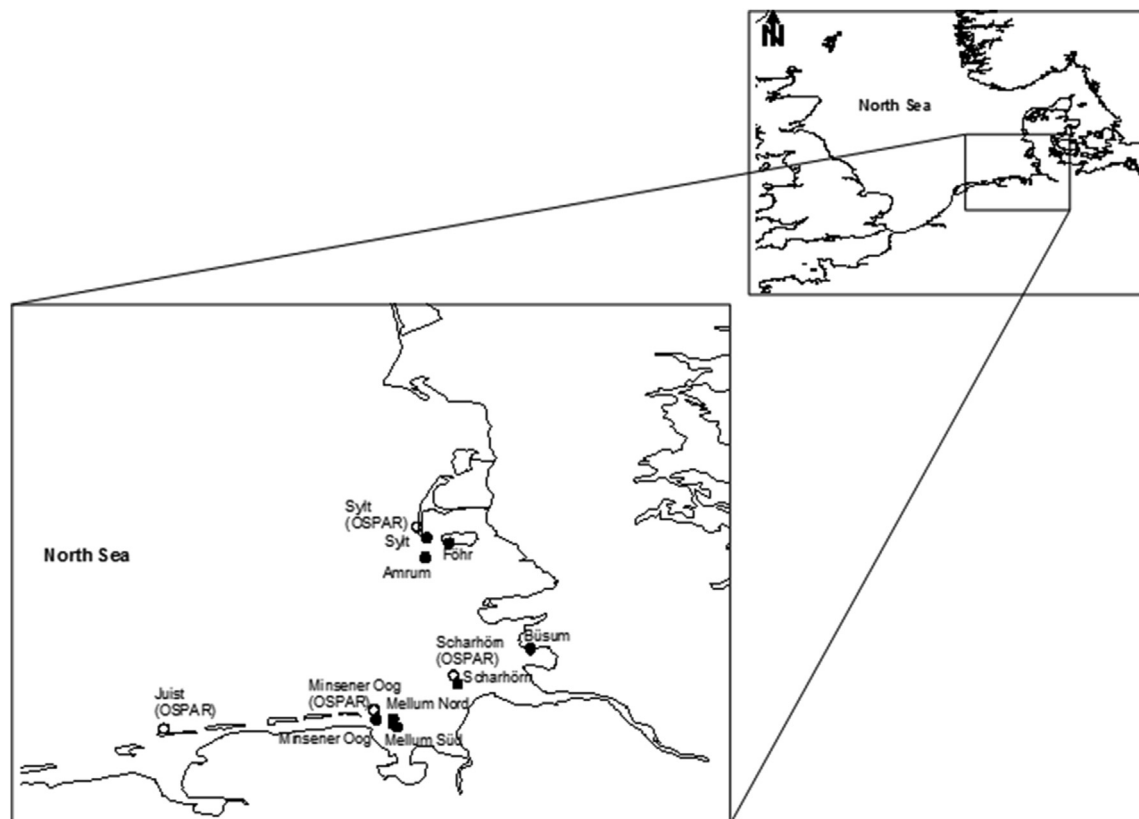 N
North Sea
Sylt
(OSPAR)
Sylt
Föhr
North Sea
Amrum
Büsum
Scharhörn
(OSPAR)
Scharhörn
Minsener Oog
(OSPAR)
Mellum Nord
Juist
(OSPAR)
Minsener Oog
Mellum Süd